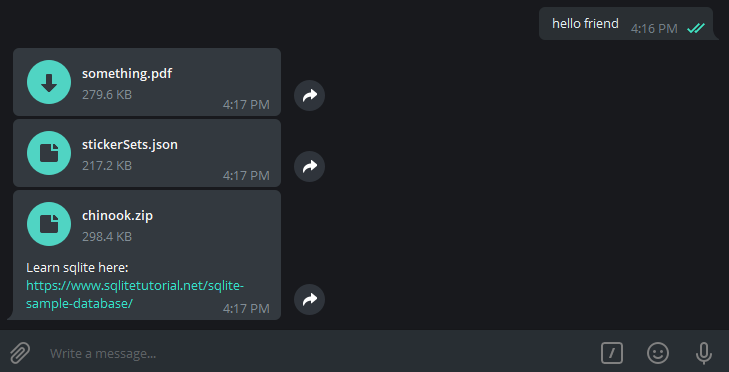 hello friend 4:16 PM
something.pdf
279.6 KB
4:17 PM
stickerSets.json
217.2 KB
4:17 PM
chinook.zip
298.4 KB
Learn sqlite here:
https://www.sqlitetutorial.net/sqlite-
sample-database/
4:17 PM
Write a message...
/